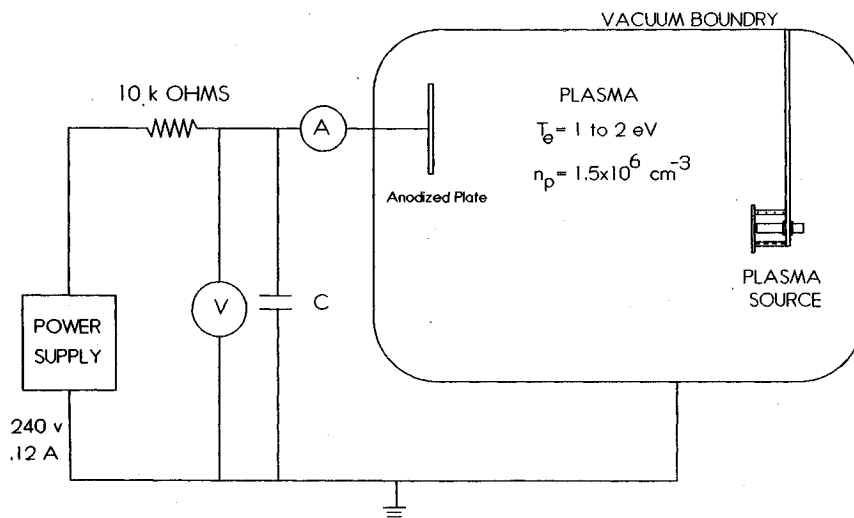 VACUUM BOUNDRY
10 k OHMS
A
PLASMA
Te = 1 to 2 eV
np = 1.5x10^6 cm^-3
Anodized Plate
V
C
PLASMA
SOURCE
POWER
SUPPLY
240 v
.12 A